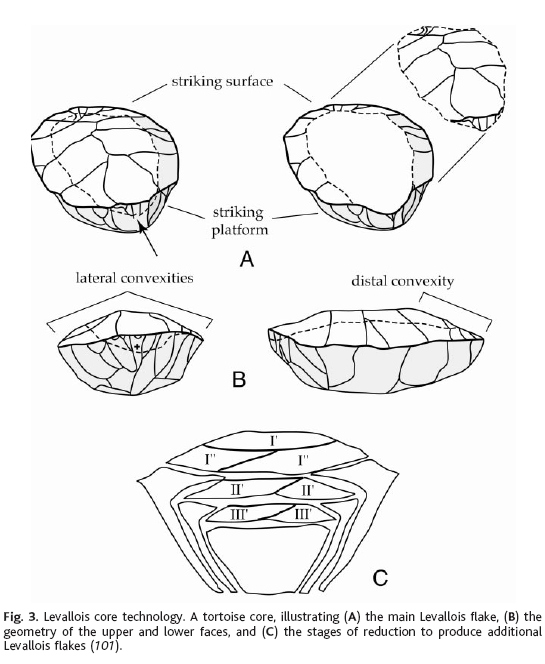 striking surface
striking
platform
A
lateral convexities
distal convexity
B
I'
I" I"
II' II'
III' III'
C
Fig. 3. Levallois core technology. A tortoise core, illustrating (A) the main Levallois flake, (B) the
geometry of the upper and lower faces, and (C) the stages of reduction to produce additional
Levallois flakes (101).